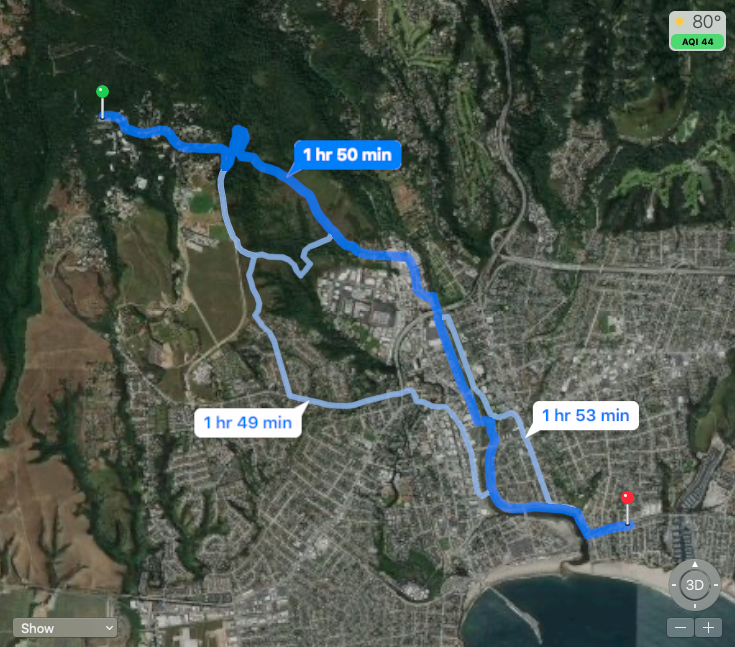 80°
AQI 44
1 hr 50 min
1 hr 53 min
1 hr 49 min
3D
Show